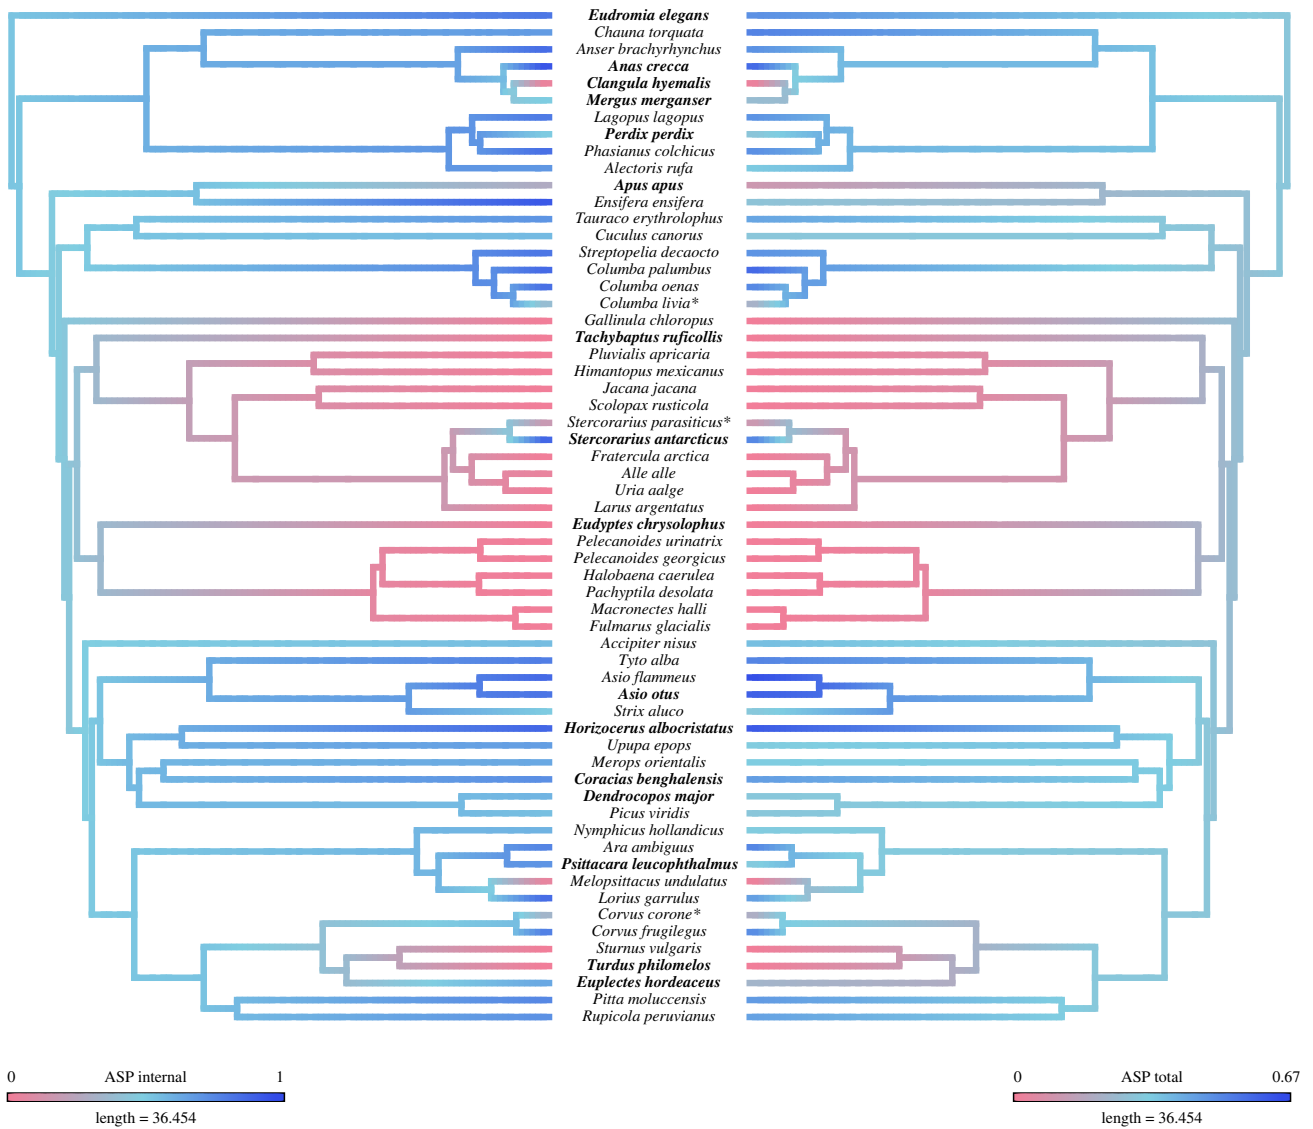 Eudromia elegans
Chauna torquata
Anser brachyrhynchus
Anas crecca
Clangula hyemalis
Mergus merganser
Lagopus lagopus
Perdix perdix
Phasianus colchicus
Alectoris rufa
Apus apus
Ensifera ensifera
Tauraco erythrolophus
Cuculus canorus
Streptopelia decaocto
Columba palumbus
Columba oenas
Columba livia*
Gallinula chloropus
Tachybaptus ruficollis
Pluvialis apricaria
Himantopus mexicanus
Jacana jacana
Scolopax rusticola
Stercorarius parasiticus*
Stercorarius antarcticus
Fratercula arctica
Alle alle
Uria aalge
Larus argentatus
Eudyptes chrysolophus
Pelecanoides urinatrix
Pelecanoides georgicus
Halobaena caerulea
Pachyptila desolata
Macronectes halli
Fulmarus glacialis
Accipiter nisus
Tyto alba
Asio flammeus
Asio otus
Strix aluco
Horizocerus albocristatus
Upupa epops
Merops orientalis
Coracias benghalensis
Dendrocopos major
Picus viridis
Nymphicus hollandicus
Ara ambiguus
Psittacara leucophthalmus
Melopsittacus undulatus
Lorius garrulus
Corvus corone*
Corvus frugilegus
Sturnus vulgaris
Turdus philomelos
Euplectes hordeaceus
Pitta moluccensis
Rupicola peruvianus
0 ASP internal 1
length = 36.454
0 ASP total 0.67
length = 36.454